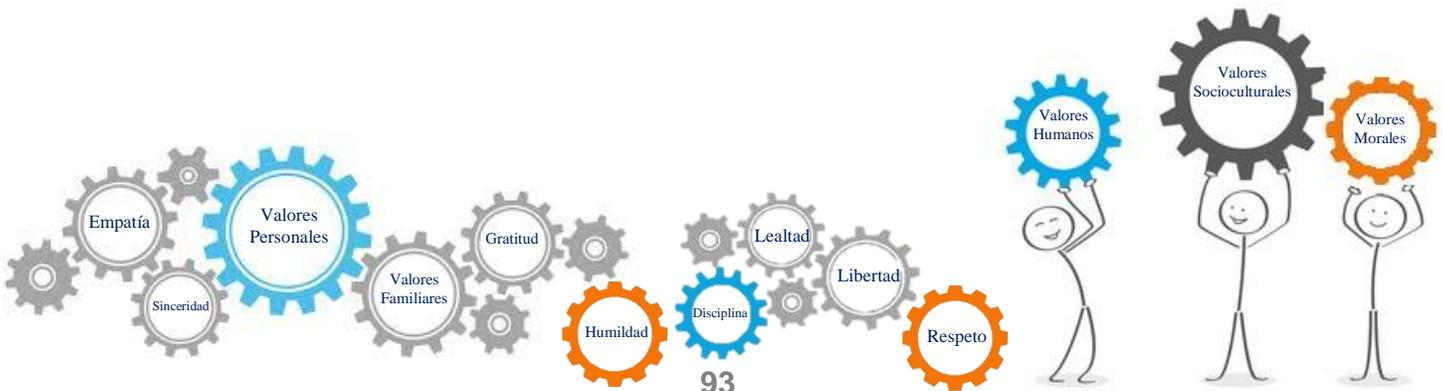 Empatía
Sinceridad
Valores
Personales
Valores
Familiares
Gratitud
Humildad
Disciplina
Lealtad
Libertad
Respeto
Valores
Humanos
Valores
Socioculturales
Valores
Morales
93